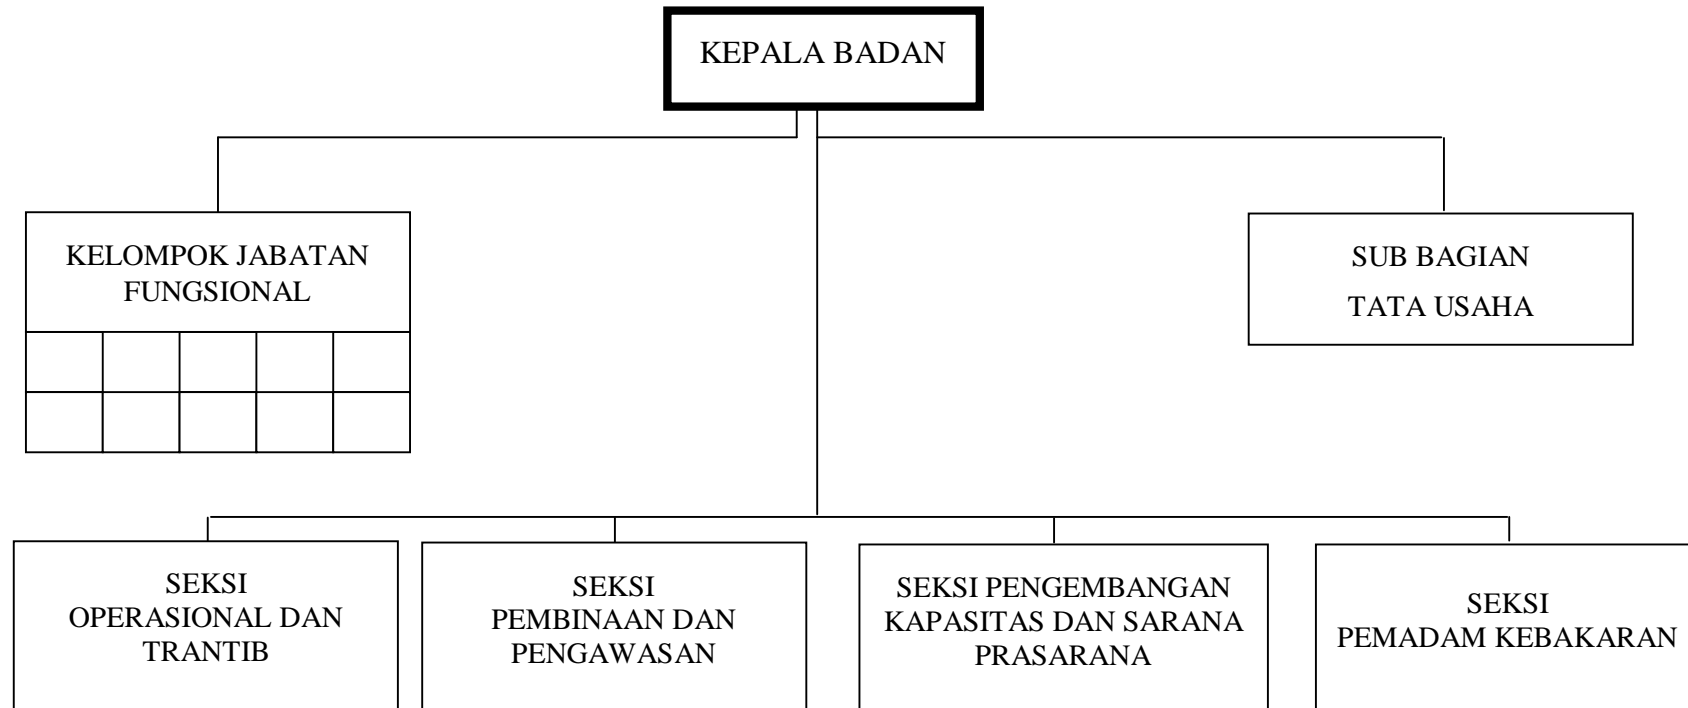 KEPALA BADAN
KELOMPOK JABATAN
FUNGSIONAL
SUB BAGIAN
TATA USAHA
SEKSI
OPERASIONAL DAN
TRANTIB
SEKSI
PEMBINAAN DAN
PENGAWASAN
SEKSI PENGEMBANGAN
KAPASITAS DAN SARANA
PRASARANA
SEKSI
PEMADAM KEBAKARAN